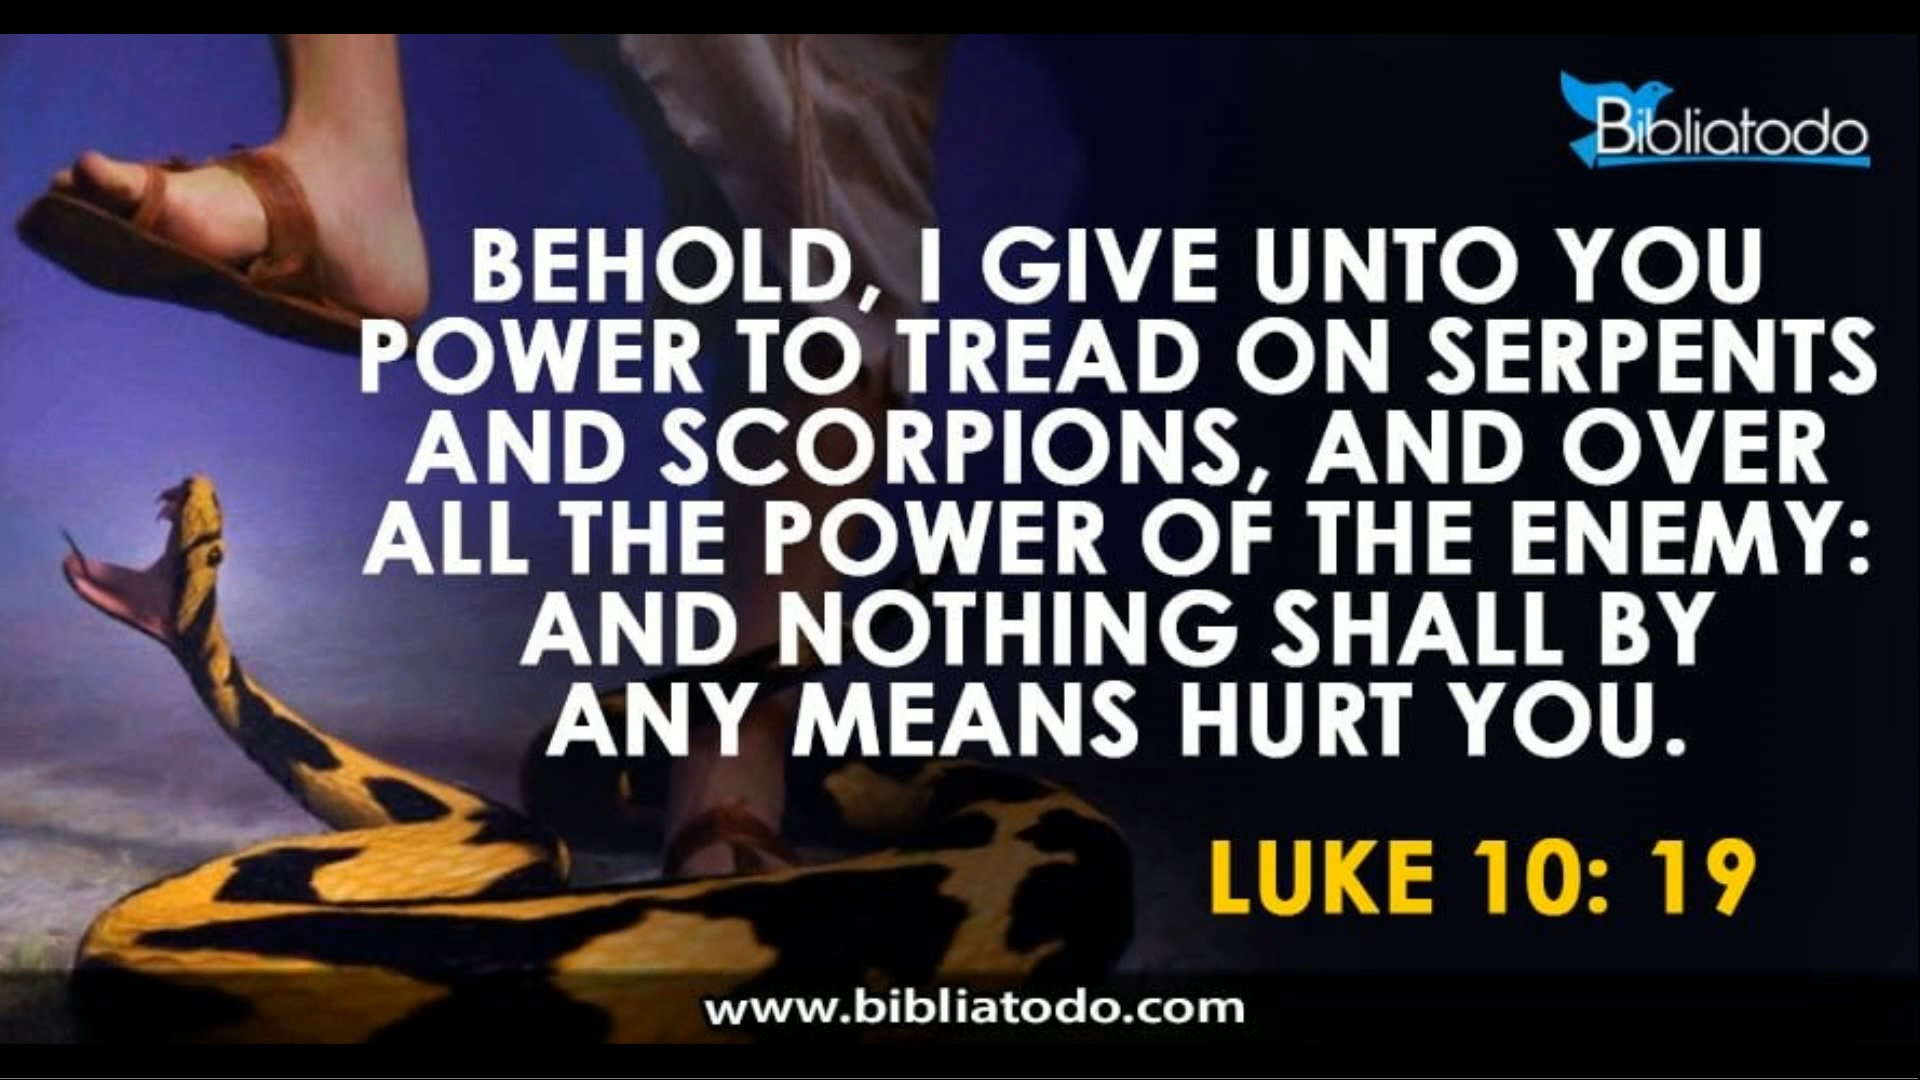 Bibliatodo
BEHOLD, I GIVE UNTO YOU
POWER TO TREAD ON SERPENTS
AND SCORPIONS, AND OVER
ALL THE POWER OF THE ENEMY:
AND NOTHING SHALL BY
ANY MEANS HURT YOU.
LUKE 10: 19
www.bibliatodo.com